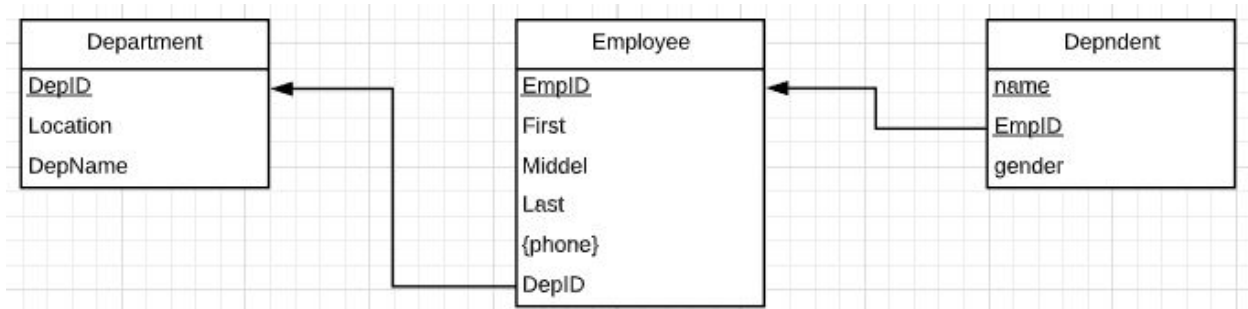 Department
DepID
Location
DepName
Employee
EmpID
First
Middel
Last
{phone}
DepID
Depndent
name
EmpID
gender